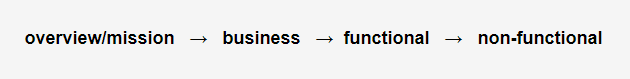 overview/mission → business → functional → non-functional